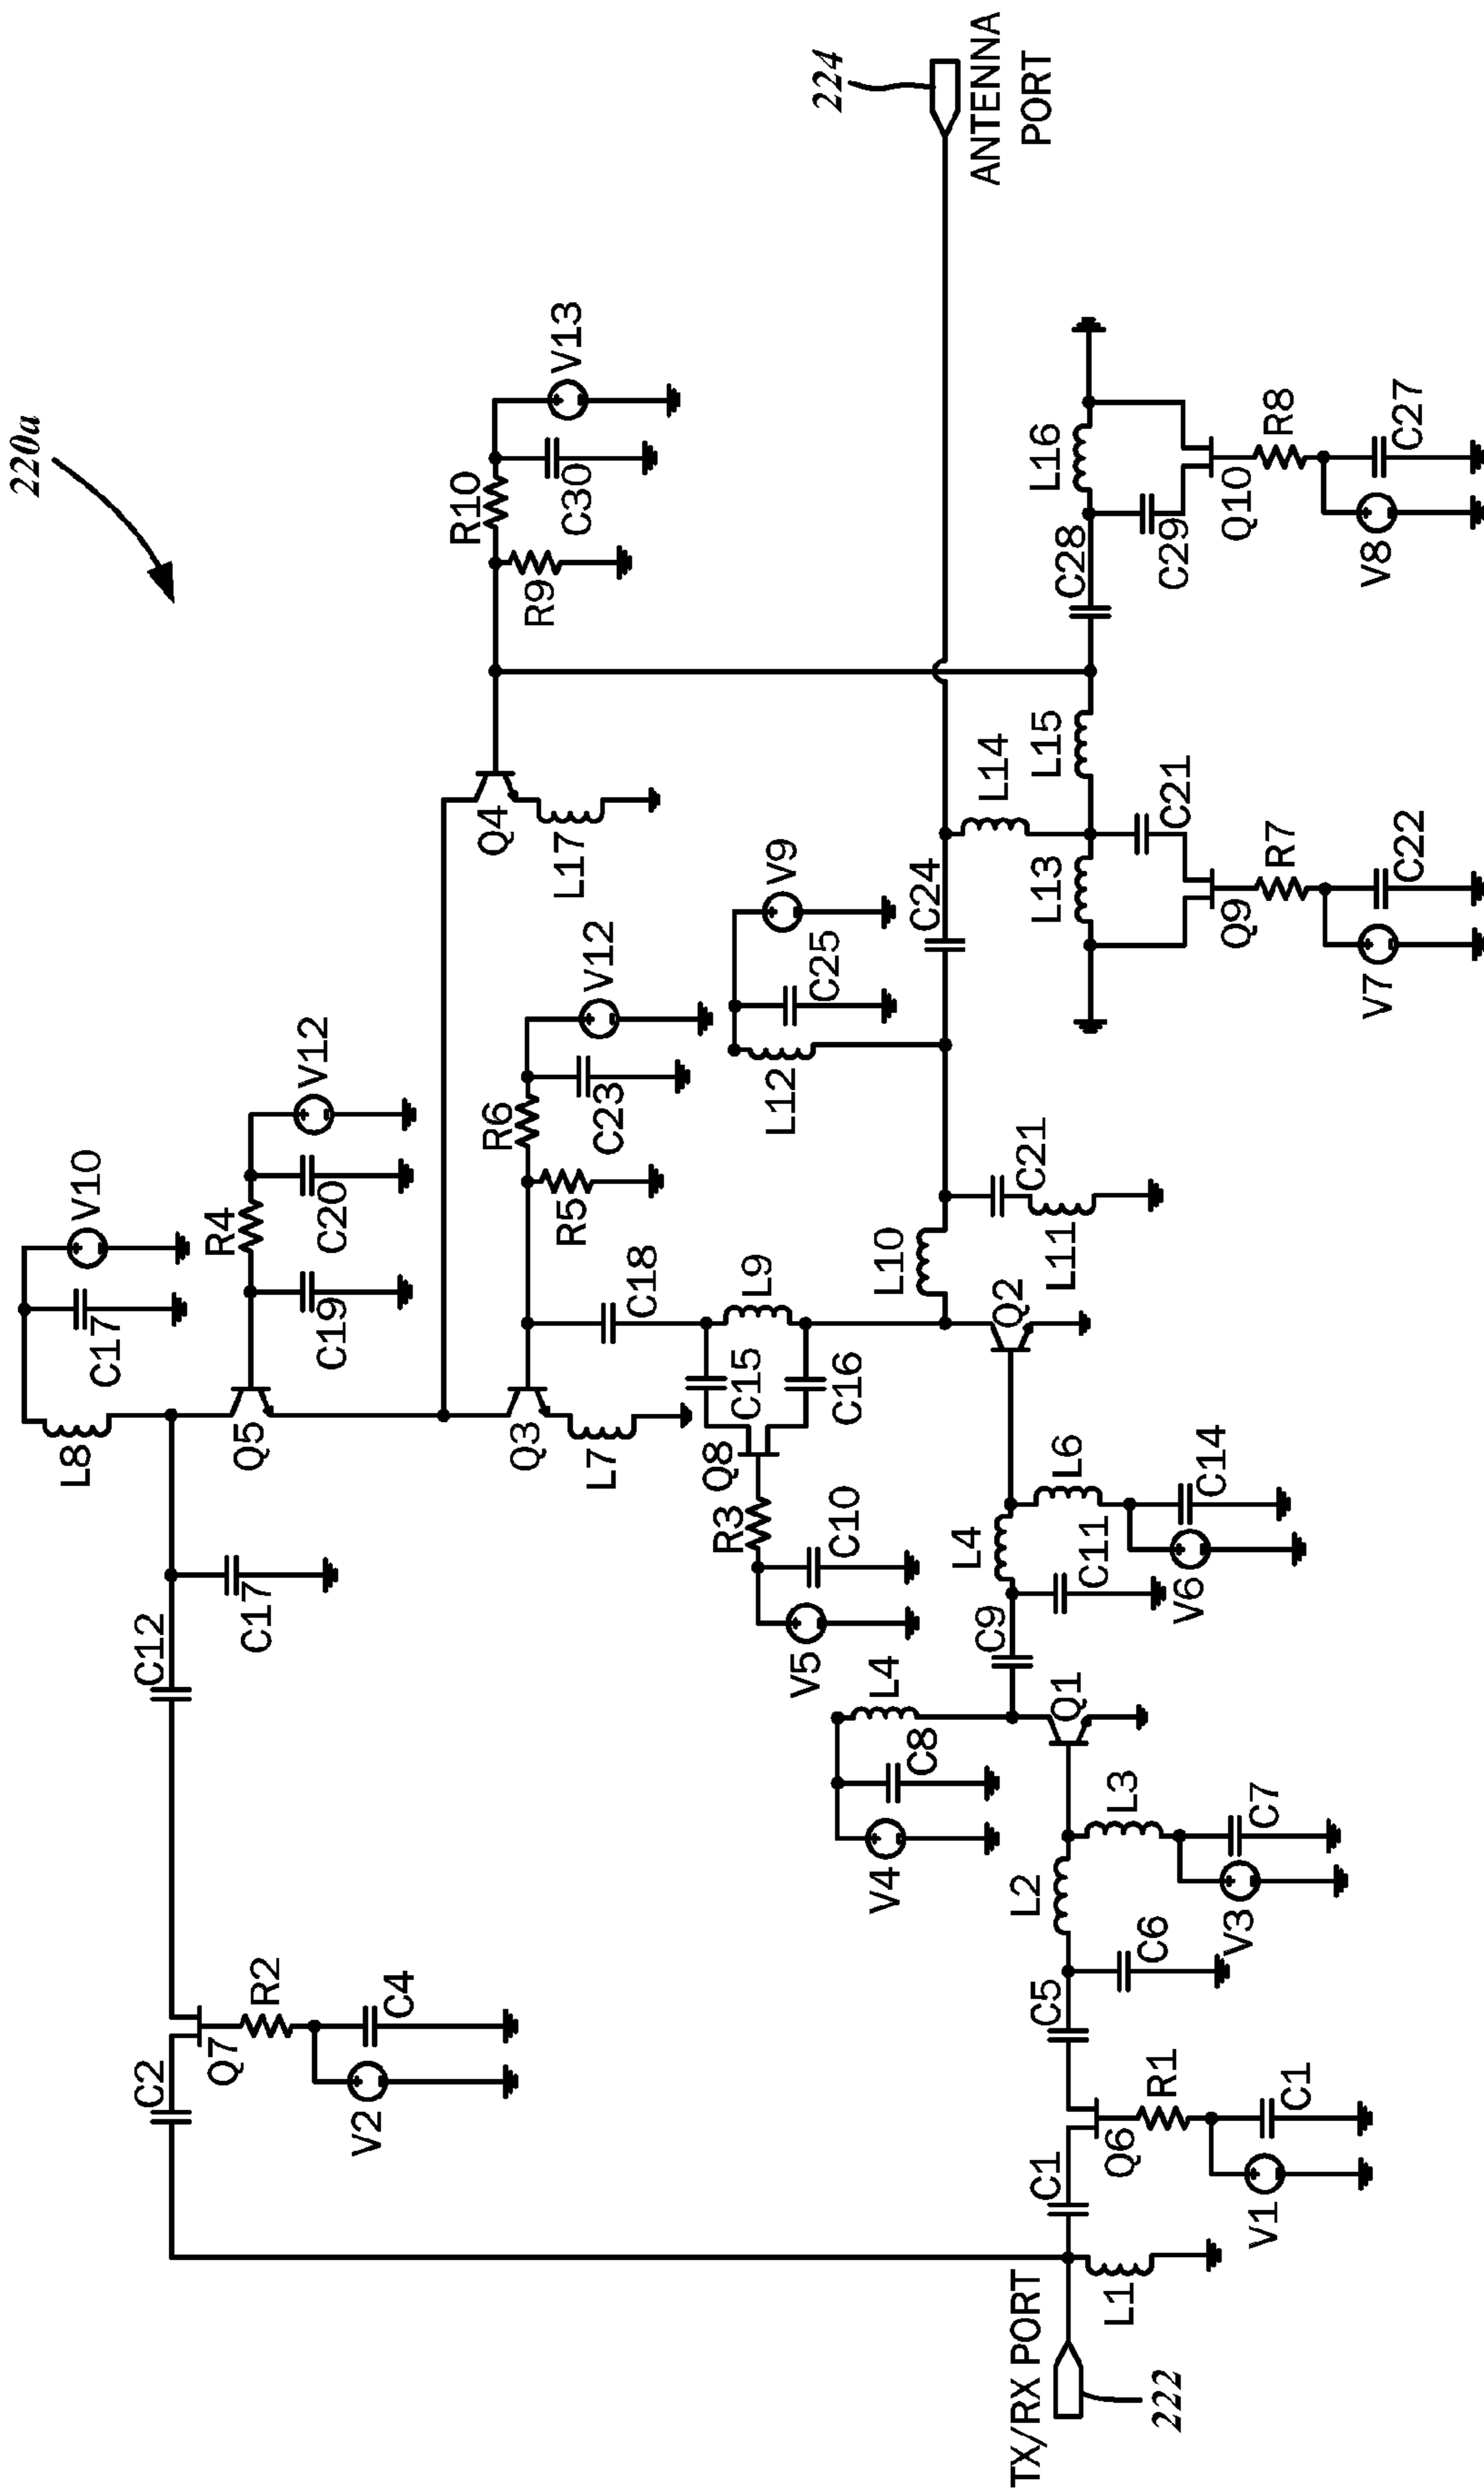 220a
L8
C17
V10
Q5
R4
C19
C20
V12
C2
Q7
R2
V2
C4
C12
C17
Q3
L7
R5
R6
C23
V12
Q4
L17
R9
R10
C30
V13
C18
L9
C15
C16
Q8
R3
C10
V5
L12
C25
V9
C24
224
ANTENNA
PORT
TX/RX PORT
222
L1
C1
Q6
R1
V1
C1
C5
C6
L2
L3
V3
C7
V4
C8
L4
Q1
C9
L4
C11
L6
V6
C14
Q2
L10
C21
L11
L14
L13
L15
C21
Q9
R7
V7
C22
C28
L16
C29
Q10
R8
V8
C27